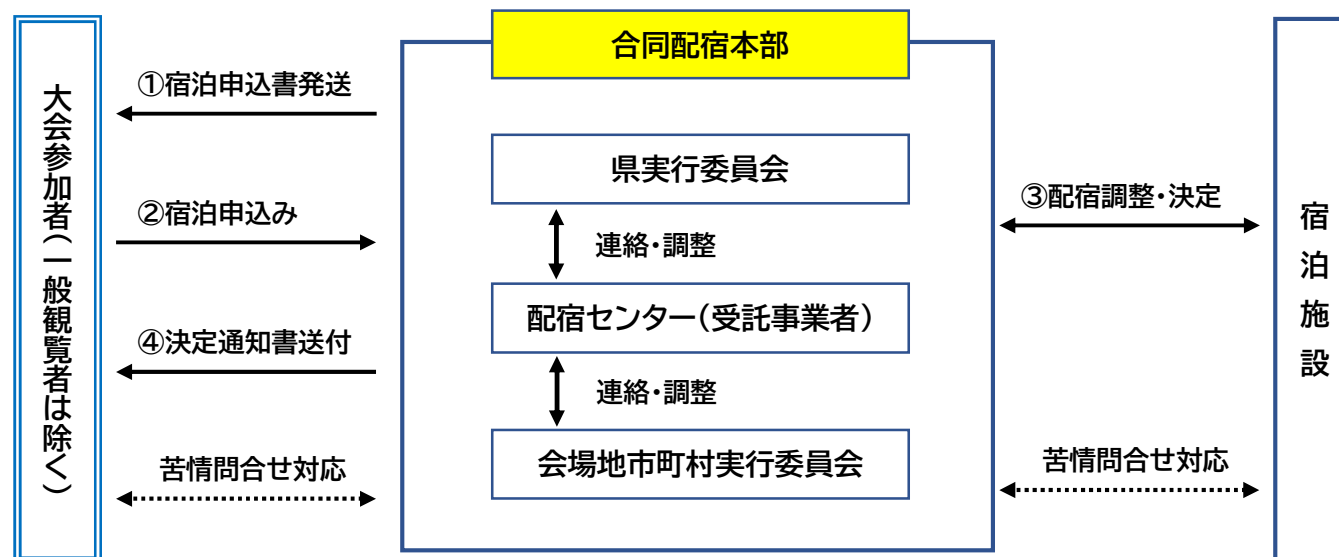 合同配宿本部
大会参加者(一般観覧者は除く)
①宿泊申込書発送
②宿泊申込み
④決定通知書送付
苦情問合せ対応
県実行委員会
連絡・調整
配宿センター(受託事業者)
連絡・調整
会場地市町村実行委員会
③配宿調整・決定
苦情問合せ対応
宿泊施設